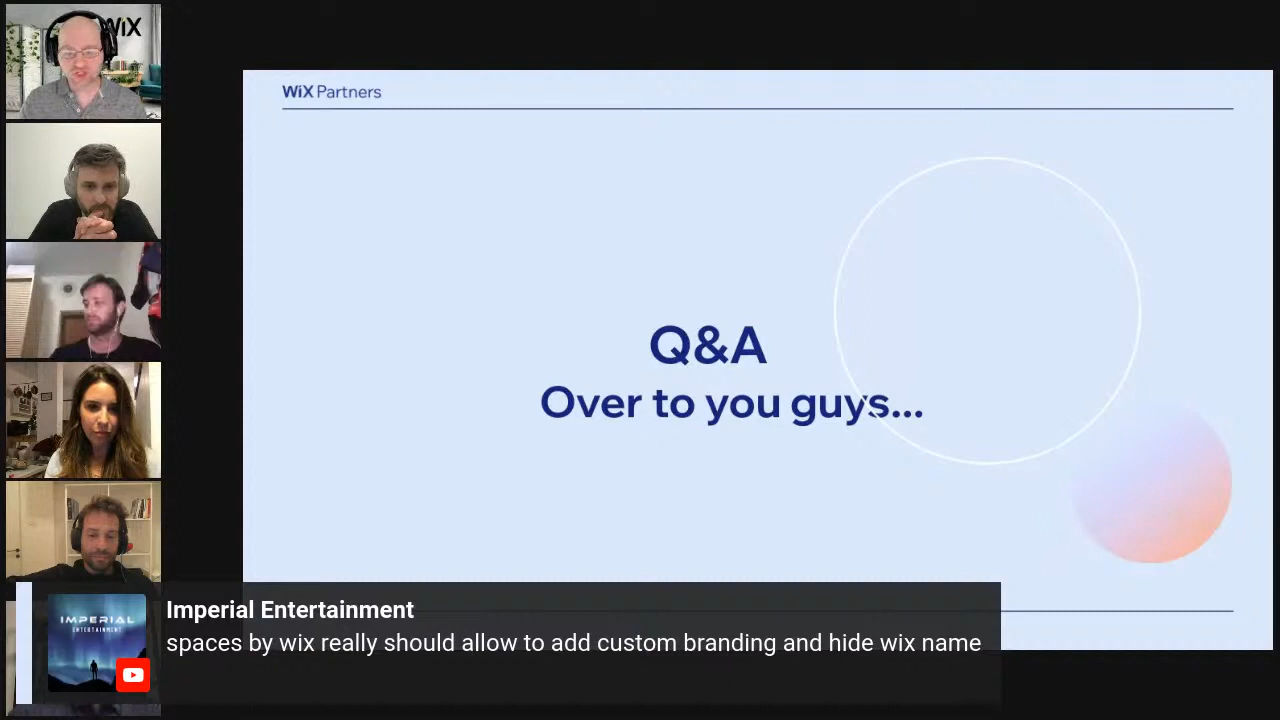 WiX
WiX Partners
Q&A
Over to you guys...
IMPERIAL
ENTERTAINMENT
Imperial Entertainment
spaces by wix really should allow to add custom branding and hide wix name